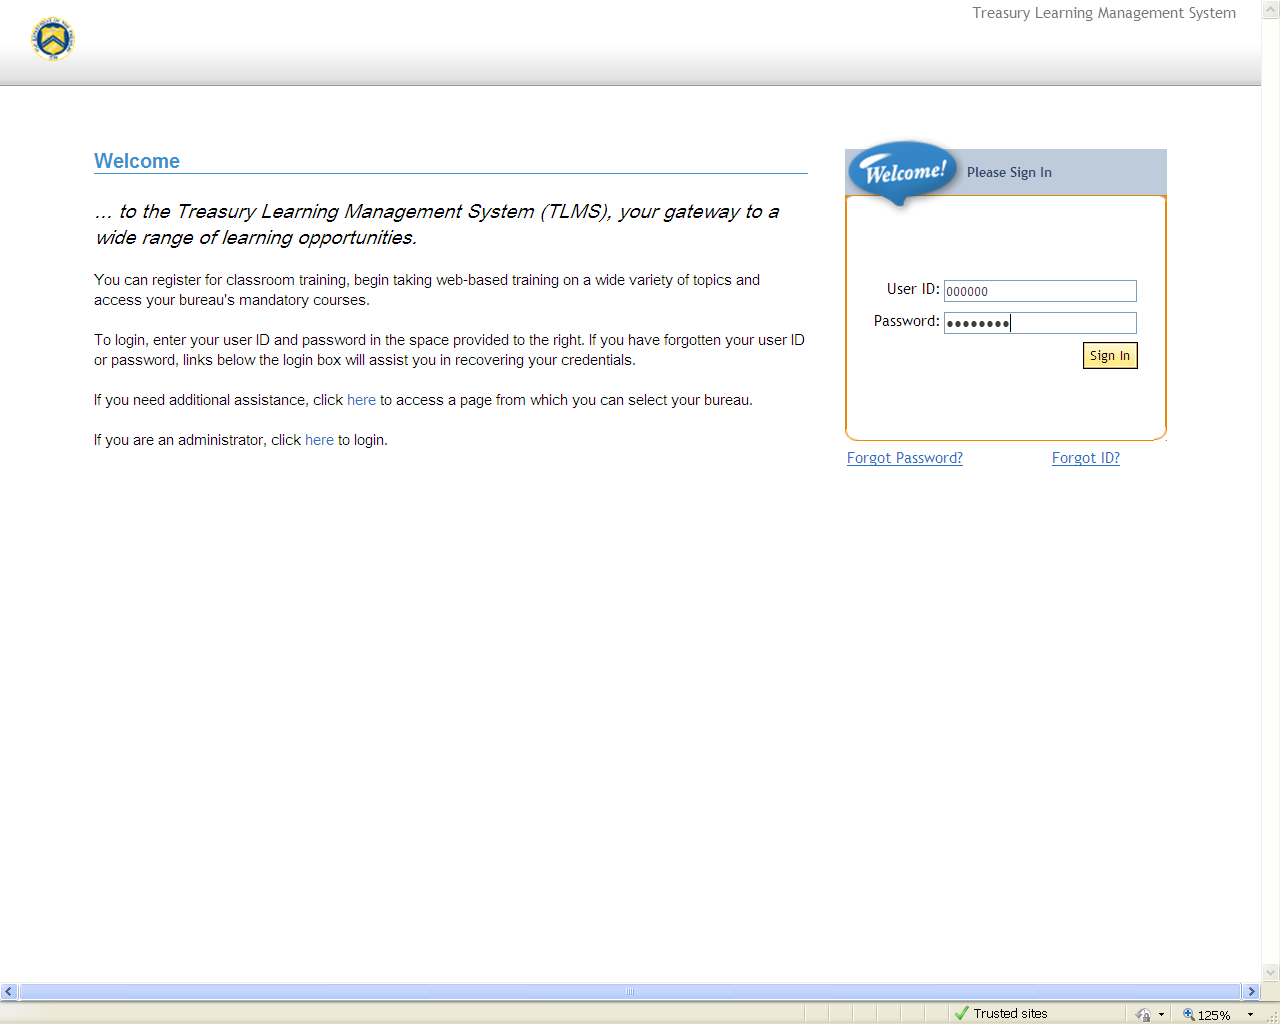 Treasury Learning Management System
Welcome
... to the Treasury Learning Management System (TLMS), your gateway to a
wide range of learning opportunities.
You can register for classroom training, begin taking web-based training on a wide variety of topics and
access your bureau's mandatory courses.
To login, enter your user ID and password in the space provided to the right. If you have forgotten your user ID
or password, links below the login box will assist you in recovering your credentials.
If you need additional assistance, click here to access a page from which you can select your bureau.
If you are an administrator, click here to login.
Welcome!
Please Sign In
User ID: 000000
Password: ••••••••
Sign In
Forgot Password?
Forgot ID?
Trusted sites
125%